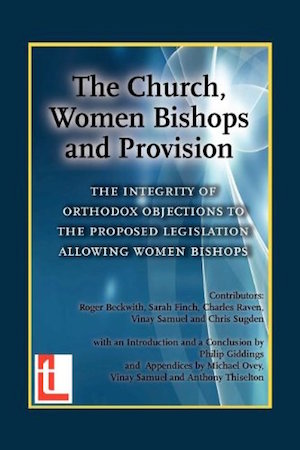 The Church,
Women Bishops
and Provision
THE INTEGRITY OF
ORTHODOX OBJECTIONS TO
THE PROPOSED LEGISLATION
ALLOWING WOMEN BISHOPS
Contributors:
Roger Beckwith, Sarah Finch, Charles Raven,
Vinay Samuel and Chris Sugden
with an Introduction and a Conclusion by
Philip Giddings
and Appendices by Michael Ovey,
Vinay Samuel and Anthony Thiselton